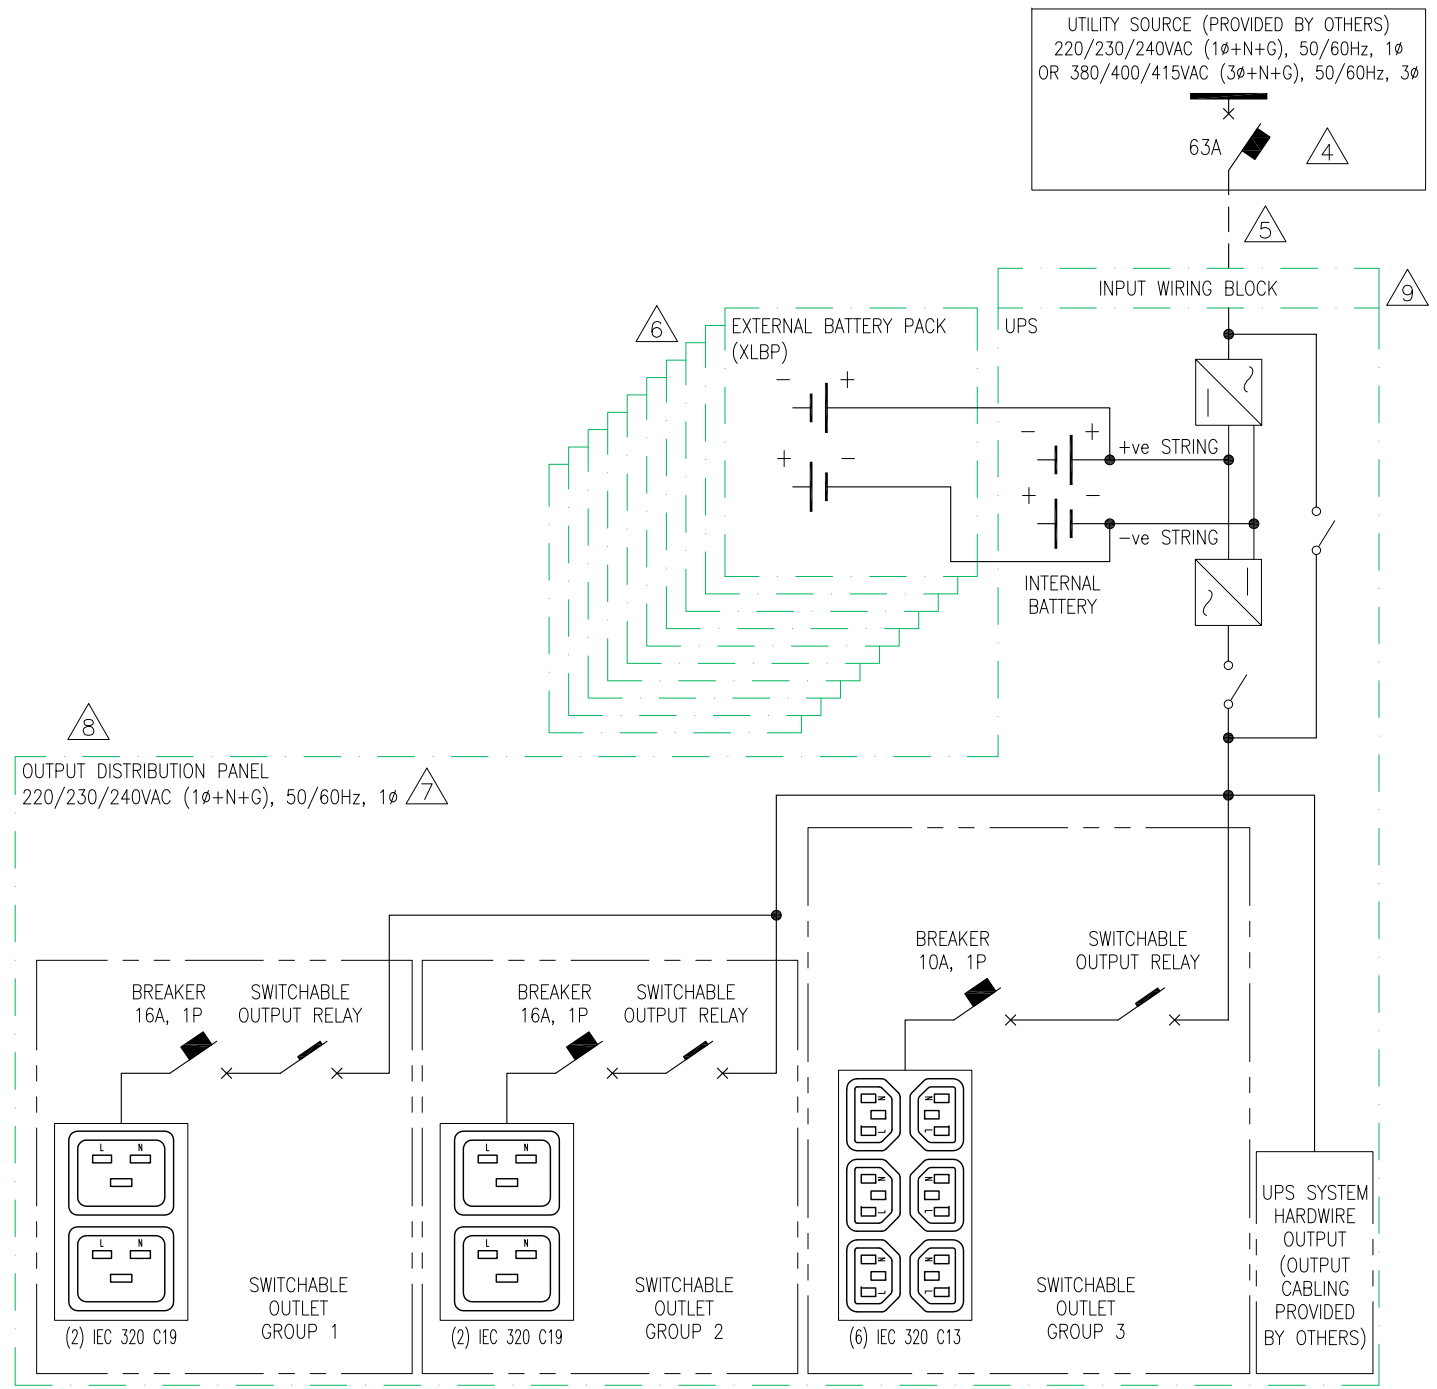 UTILITY SOURCE (PROVIDED BY OTHERS)
220/230/240VAC (1ø+N+G), 50/60Hz, 1ø
OR 380/400/415VAC (3ø+N+G), 50/60Hz, 3ø
63A
4
5
INPUT WIRING BLOCK
9
6
EXTERNAL BATTERY PACK
(XLBP)
UPS
- +
+ -
- +
+ve STRING
+ -
-ve STRING
INTERNAL
BATTERY
8
OUTPUT DISTRIBUTION PANEL
220/230/240VAC (1ø+N+G), 50/60Hz, 1ø
7
BREAKER
16A, 1P
SWITCHABLE
OUTPUT RELAY
L N
L N
(2) IEC 320 C19
SWITCHABLE
OUTLET
GROUP 1
BREAKER
16A, 1P
SWITCHABLE
OUTPUT RELAY
L N
L N
(2) IEC 320 C19
SWITCHABLE
OUTLET
GROUP 2
BREAKER
10A, 1P
SWITCHABLE
OUTPUT RELAY
N N
L L
N N
L L
N N
L L
(6) IEC 320 C13
SWITCHABLE
OUTLET
GROUP 3
UPS SYSTEM
HARDWIRE
OUTPUT
(OUTPUT
CABLING
PROVIDED
BY OTHERS)